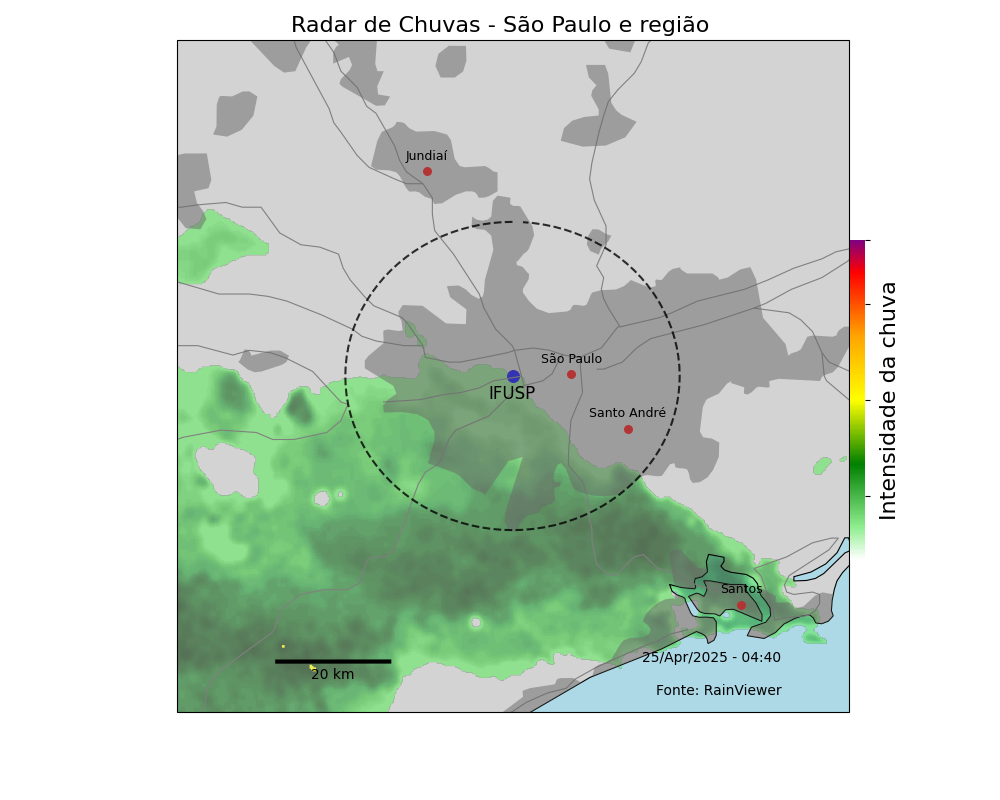 Radar de Chuvas - São Paulo e região
Jundiaí
São Paulo
IFUSP
Santo André
Intensidade da chuva
Santos
25/Apr/2025 - 04:40
20 km
Fonte: RainViewer